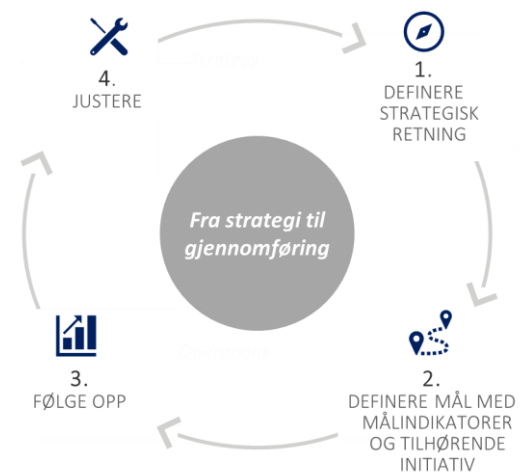 1.
DEFINERE
STRATEGISK
RETNING
2.
DEFINERE MÅL MED
MÅLINDIKATORER
OG TILHØRENDE
INITIATIV
3.
FØLGE OPP
4.
JUSTERE
Fra strategi til
gjennomføring